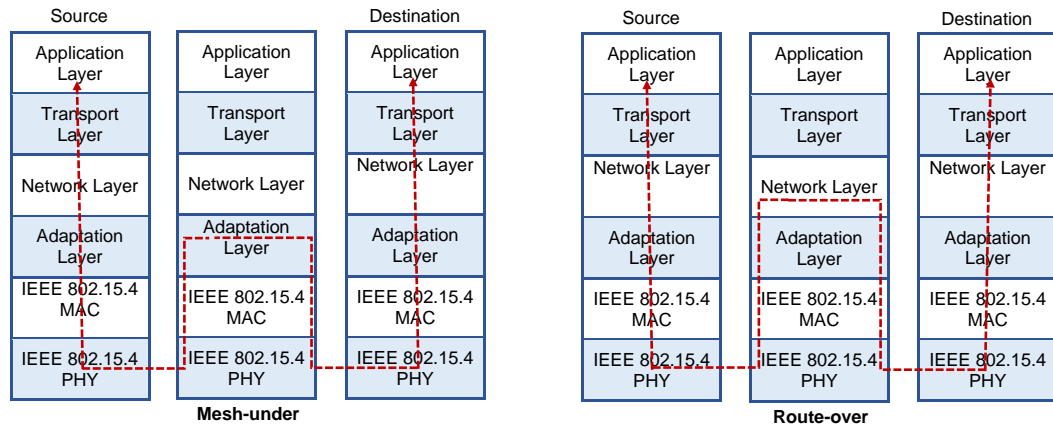 Source
Destination
Application
Layer
Transport
Layer
Network Layer
Adaptation
Layer
IEEE 802.15.4
MAC
IEEE 802.15.4
PHY
Application
Layer
Transport
Layer
Network Layer
Adaptation
Layer
IEEE 802.15.4
MAC
IEEE 802.15.4
PHY
Application
Layer
Transport
Layer
Network Layer
Adaptation
Layer
IEEE 802.15.4
MAC
IEEE 802.15.4
PHY
Mesh-under
Source
Destination
Application
Layer
Transport
Layer
Network Layer
Adaptation
Layer
IEEE 802.15.4
MAC
IEEE 802.15.4
PHY
Application
Layer
Transport
Layer
Network Layer
Adaptation
Layer
IEEE 802.15.4
MAC
IEEE 802.15.4
PHY
Application
Layer
Transport
Layer
Network Layer
Adaptation
Layer
IEEE 802.15.4
MAC
IEEE 802.15.4
PHY
Route-over